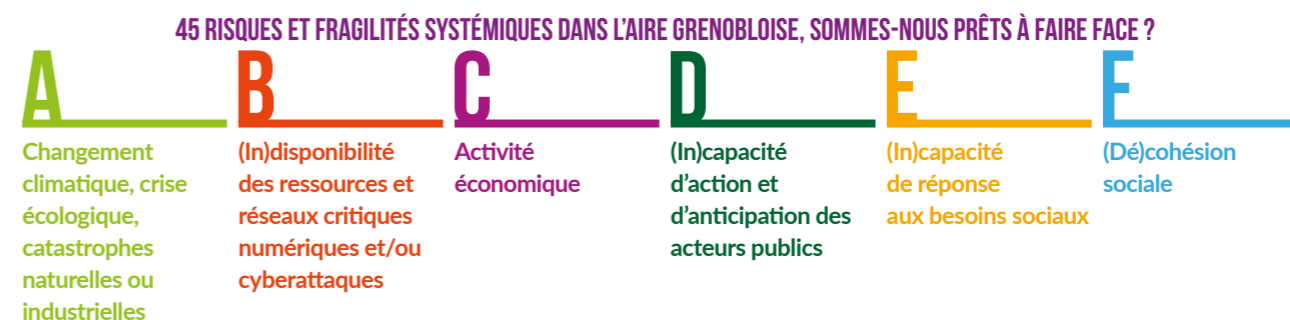 45 RISQUES ET FRAGILITÉS SYSTÉMIQUES DANS L'AIRE GRENOBLOISE, SOMMES-NOUS PRÊTS À FAIRE FACE ?
A
Changement
climatique, crise
écologique,
catastrophes
naturelles ou
industrielles
B
(In)disponibilité
des ressources et
réseaux critiques
numériques et/ou
cyberattaques
C
Activité
économique
D
(In)capacité
d'action et
d'anticipation des
acteurs publics
E
(In)capacité
de réponse
aux besoins sociaux
F
(Dé)cohésion
sociale